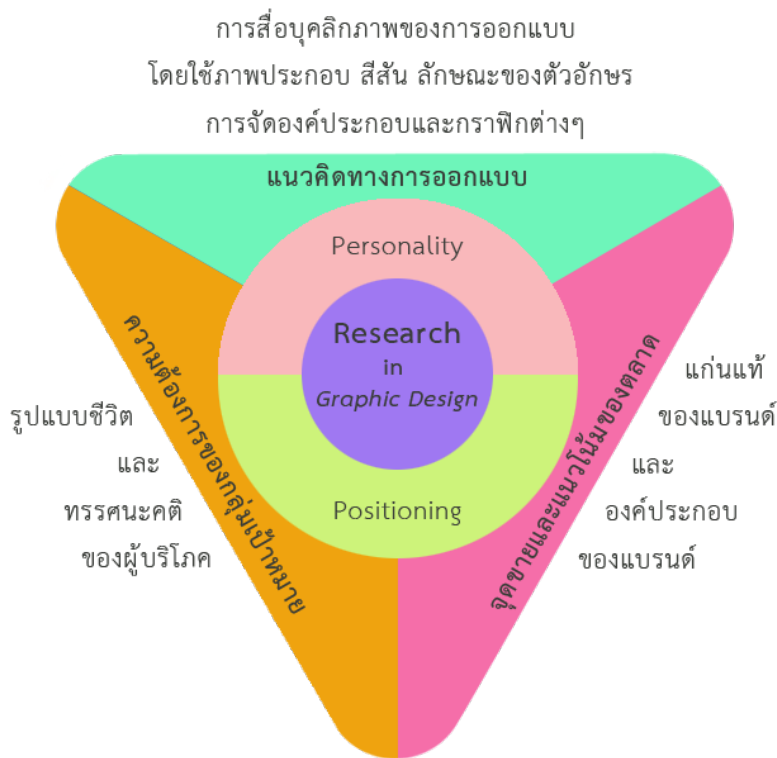 การสื่อบุคลิกภาพของการออกแบบ
โดยใช้ภาพประกอบ สีสัน ลักษณะของตัวอักษร
การจัดองค์ประกอบและกราฟิกต่างๆ
แนวคิดทางการออกแบบ
Personality
Research
in
Graphic Design
Positioning
ความต้องการของกลุ่มเป้าหมาย
รูปแบบชีวิต
และ
ทรรศนะคติ
ของผู้บริโภค
จุดขายและแนวโน้มของตลาด
แก่นแท้
ของแบรนด์
และ
องค์ประกอบ
ของแบรนด์